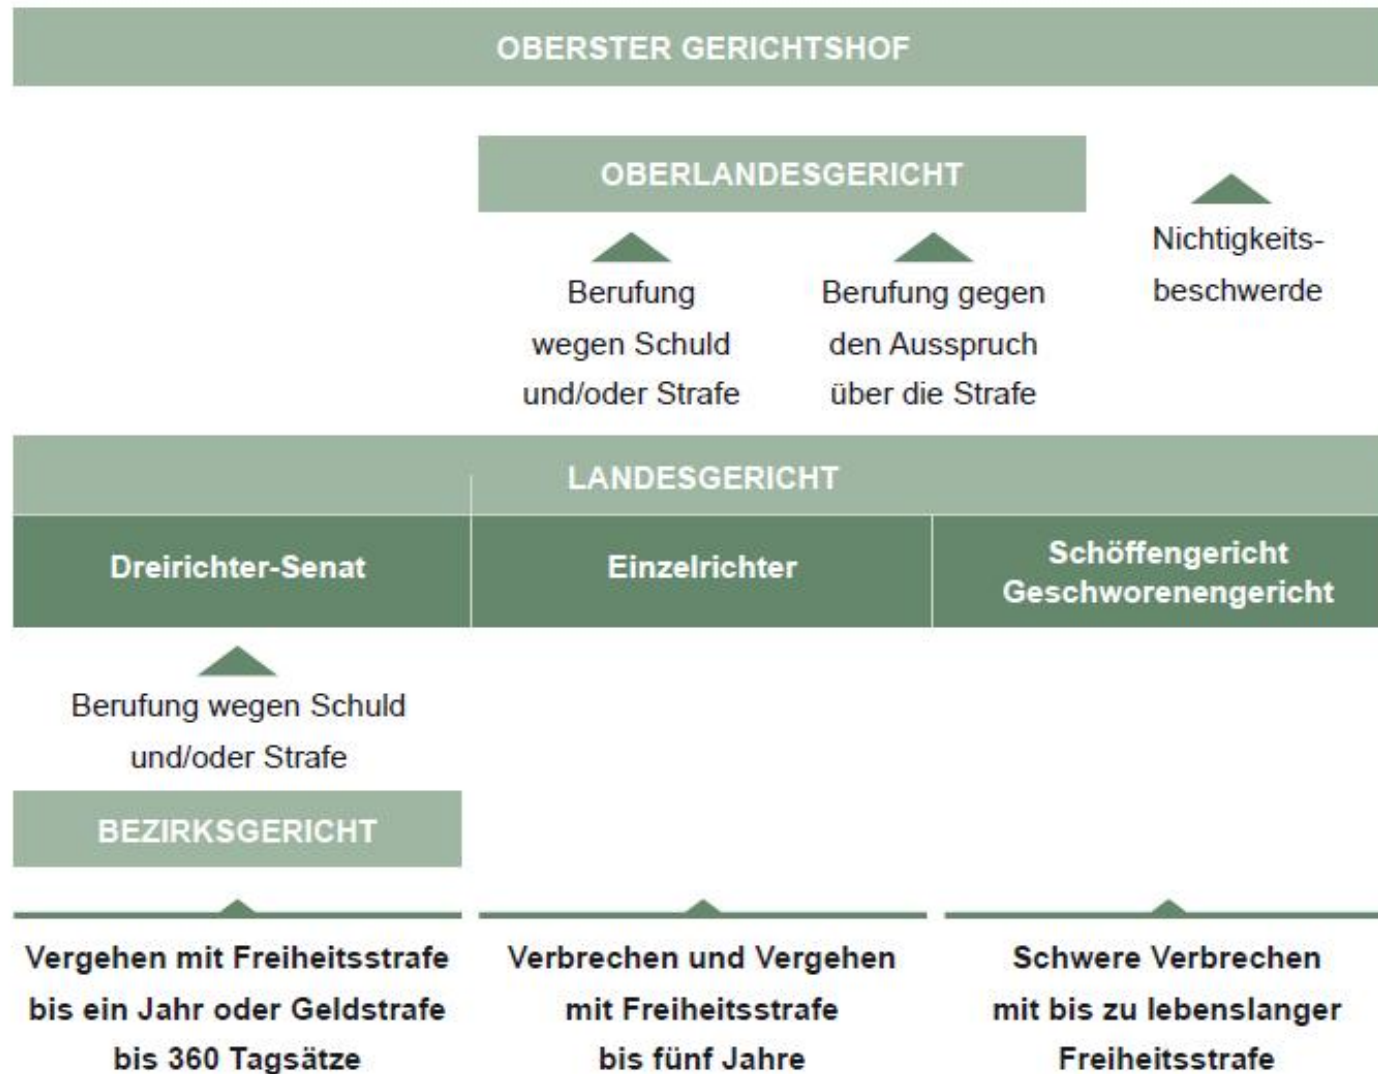 OBERSTER GERICHTSHOF
OBERLANDESGERICHT
Berufung
wegen Schuld
und/oder Strafe
Berufung gegen
den Ausspruch
über die Strafe
Nichtigkeits-
beschwerde
LANDESGERICHT
Dreirichter-Senat
Einzelrichter
Schöffengericht
Geschworenengericht
Berufung wegen Schuld
und/oder Strafe
BEZIRKSGERICHT
Vergehen mit Freiheitsstrafe
bis ein Jahr oder Geldstrafe
bis 360 Tagsätze
Verbrechen und Vergehen
mit Freiheitsstrafe
bis fünf Jahre
Schwere Verbrechen
mit bis zu lebenslanger
Freiheitsstrafe